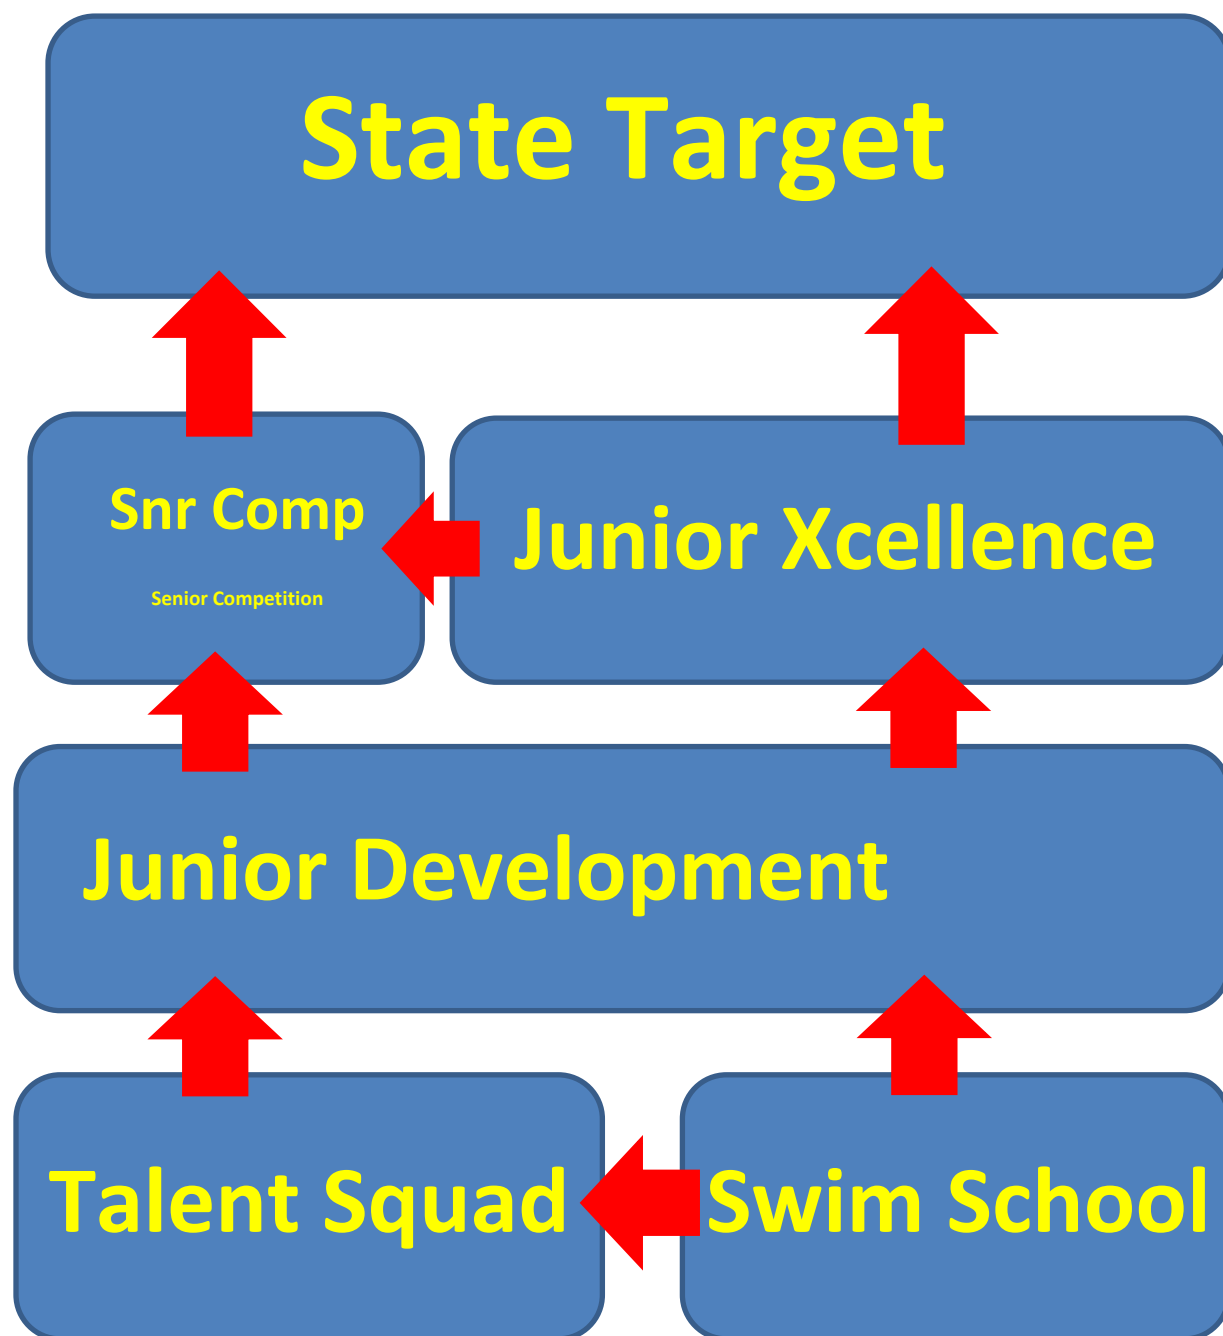 State Target
Snr Comp
Senior Competition
Junior Xcellence
Junior Development
Talent Squad
Swim School